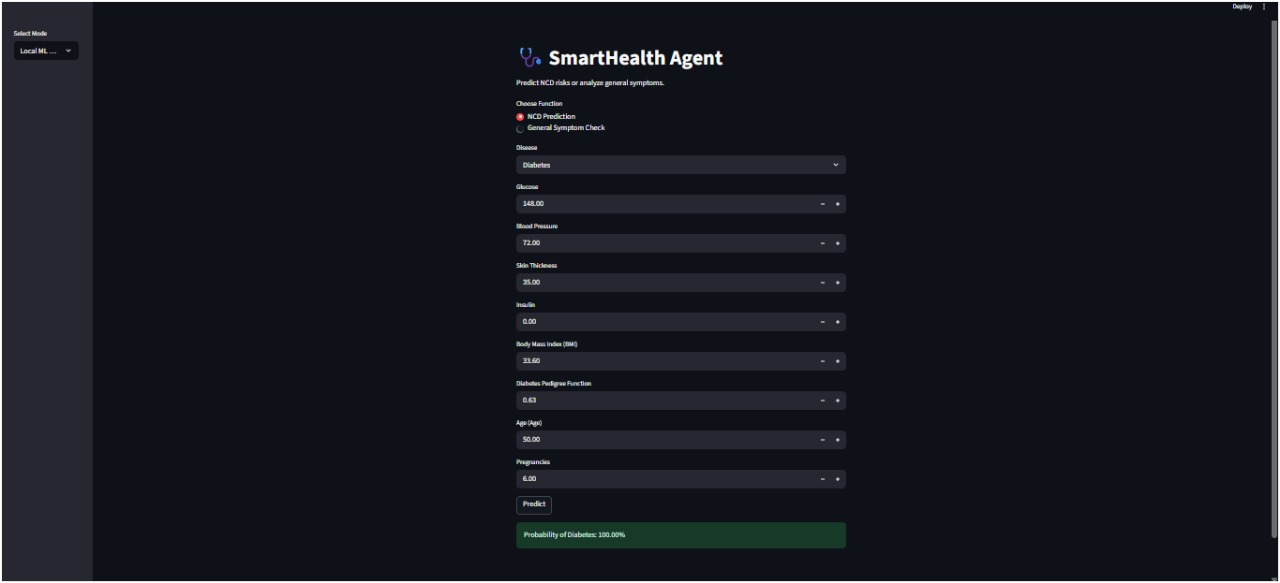 Deploy
Select Mode
Local ML ...
SmartHealth Agent
Predict NCD risks or analyze general symptoms.
Choose Function
NCD Prediction
General Symptom Check
Disease
Diabetes
Glucose
148.00
Blood Pressure
72.00
Skin Thickness
35.00
Insulin
0.00
Body Mass Index (BMI)
33.60
Diabetes Pedigree Function
0.63
Age (Age)
50.00
Pregnancies
6.00
Predict
Probability of Diabetes: 100.00%